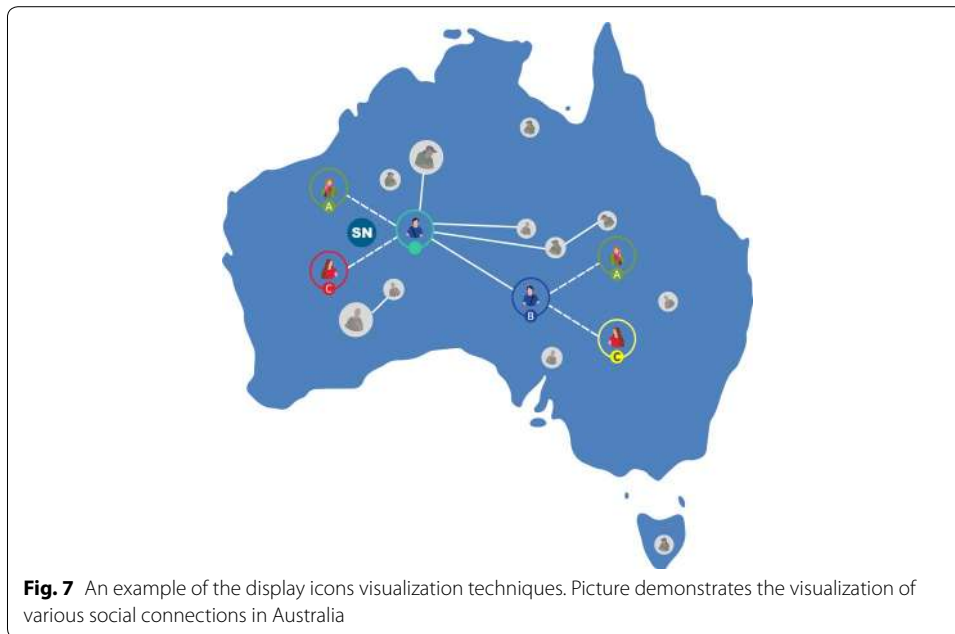 A
SN
C
A
B
C
Fig. 7 An example of the display icons visualization techniques. Picture demonstrates the visualization of
various social connections in Australia